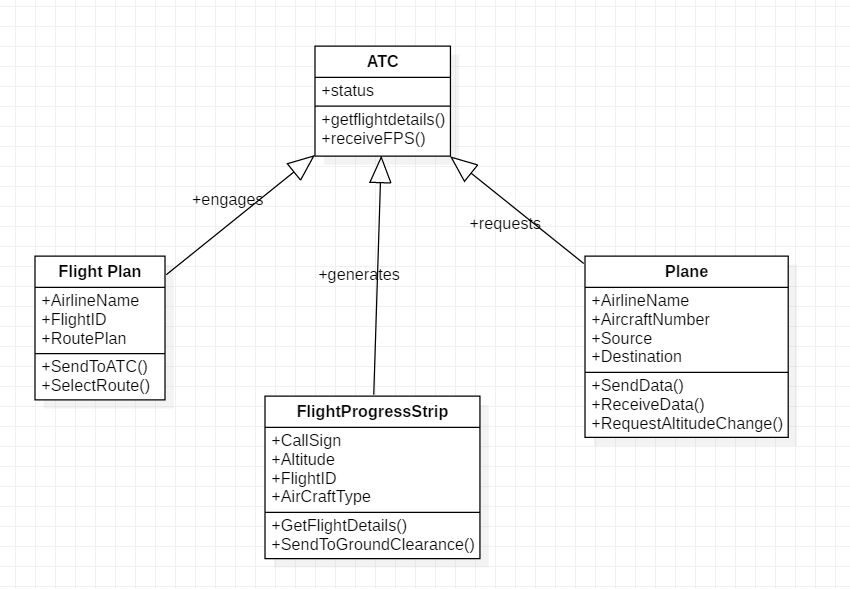 ATC
+status
+getflightdetails()
+receiveFPS()
+engages
+requests
+generates
Flight Plan
+AirlineName
+FlightID
+RoutePlan
+SendToATC()
+SelectRoute()
Plane
+AirlineName
+AircraftNumber
+Source
+Destination
+SendData()
+ReceiveData()
+RequestAltitudeChange()
FlightProgressStrip
+CallSign
+Altitude
+FlightID
+AirCraftType
+GetFlightDetails()
+SendToGroundClearance()